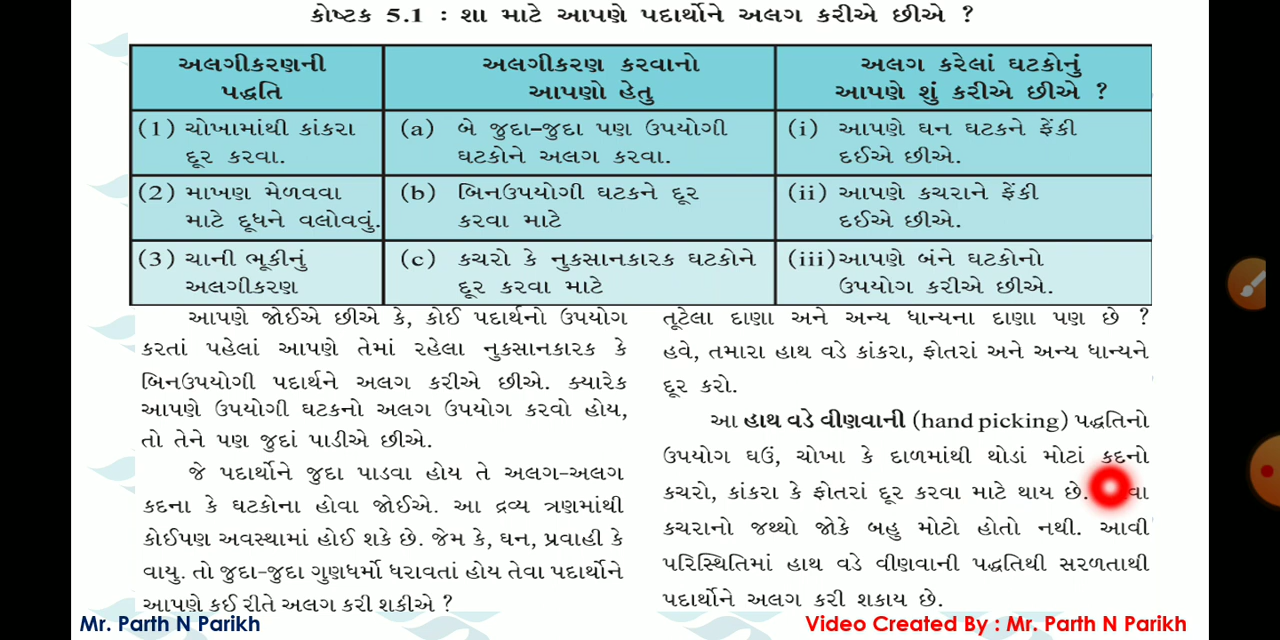 કોષ્ટક 5.1 : શા માટે આપણે પદાર્થોને અલગ કરીએ છીએ ?
અલગીકરણની
પદ્ધતિ
અલગીકરણ કરવાનો
આપણો હેતુ
અલગ કરેલાં ઘટકોનું
આપણે શું કરીએ છીએ ?
(1) ચોખામાંથી કાંકરા
દૂર કરવા.
(a) બે જુદા-જુદા પણ ઉપયોગી
ઘટકોને અલગ કરવા.
(i) આપણે ઘન ઘટકને ફેંકી
દઈએ છીએ.
(2) માખણ મેળવવા
માટે દૂધને વલોવવું.
(b) બિનઉપયોગી ઘટકને દૂર
કરવા માટે
(ii) આપણે કચરાને ફેંકી
દઈએ છીએ.
(3) ચાની ભૂકીનું
અલગીકરણ
(c) કચરો કે નુકસાનકારક ઘટકોને
દૂર કરવા માટે
(iii) આપણે બંને ઘટકોનો
ઉપયોગ કરીએ છીએ.
આપણે જોઈએ છીએ કે, કોઈ પદાર્થનો ઉપયોગ
કરતાં પહેલાં આપણે તેમાં રહેલા નુકસાનકારક કે
બિનઉપયોગી પદાર્થને અલગ કરીએ છીએ. ક્યારેક
આપણે ઉપયોગી ઘટકનો અલગ ઉપયોગ કરવો હોય,
તો તેને પણ જુદાં પાડીએ છીએ.
જે પદાર્થોને જુદા પાડવા હોય તે અલગ-અલગ
કદના કે ઘટકોના હોવા જોઈએ. આ દ્રવ્ય ત્રણમાંથી
કોઈપણ અવસ્થામાં હોઈ શકે છે. જેમ કે, ઘન, પ્રવાહી કે
વાયુ. તો જુદા-જુદા ગુણધર્મો ધરાવતાં હોય તેવા પદાર્થોને
આપણે કઈ રીતે અલગ કરી શકીએ ?
તૂટેલા દાણા અને અન્ય ધાન્યના દાણા પણ છે ?
હવે, તમારા હાથ વડે કાંકરા, ફોતરાં અને અન્ય ધાન્યને
દૂર કરો.
આ હાથ વડે વીણવાની (hand picking) પદ્ધતિનો
ઉપયોગ ઘઉં, ચોખા કે દાળમાંથી થોડાં મોટાં કદનો
કચરો, કાંકરા કે ફોતરાં દૂર કરવા માટે થાય છે.
કચરાનો જથ્થો જોકે બહુ મોટો હોતો નથી. આવી
પરિસ્થિતિમાં હાથ વડે વીણવાની પદ્ધતિથી સરળતાથી
પદાર્થોને અલગ કરી શકાય છે.
Mr. Parth N Parikh
Video Created By : Mr. Parth N Parikh